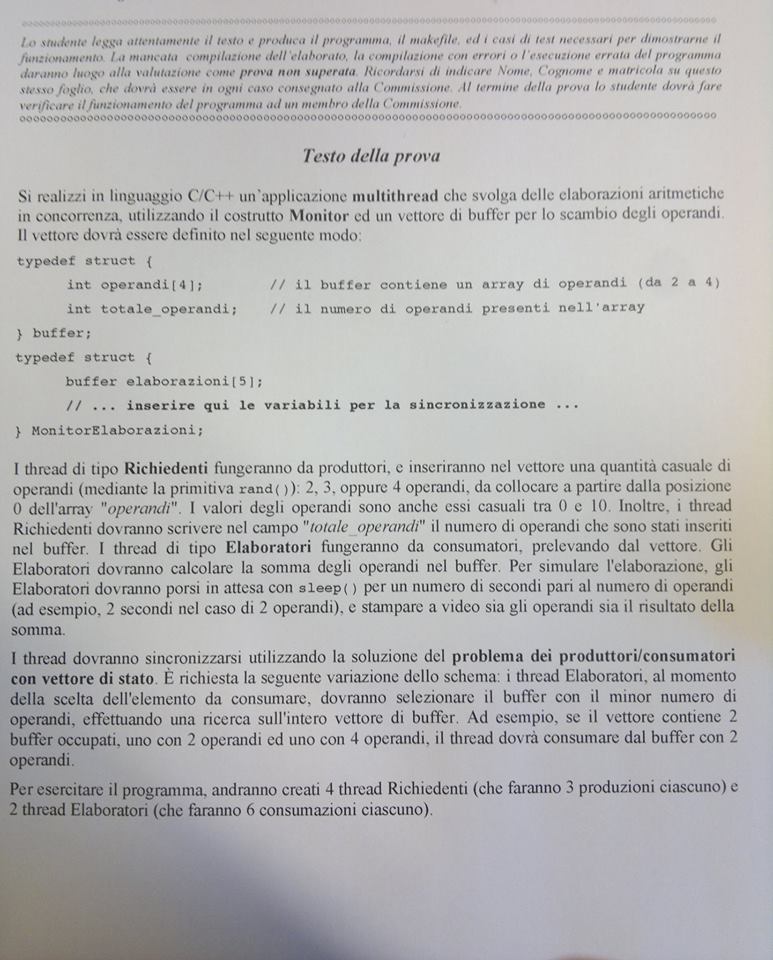 Lo studente legga attentamente il testo e produca il programma, il makefile, ed i casi di test necessari per dimostrarne il
funzionamento. La mancata compilazione dell'elaborato, la compilazione con errori o l'esecuzione errata del programma
daranno luogo alla valutazione come prova non superata. Ricordarsi di indicare Nome, Cognome e matricola su questo
stesso foglio, che dovrà essere in ogni caso consegnato alla Commissione. Al termine della prova lo studente dovrà fare
verificare il funzionamento del programma ad un membro della Commissione.
Testo della prova
Si realizzi in linguaggio C/C++ un'applicazione multithread che svolga delle elaborazioni aritmetiche
in concorrenza, utilizzando il costrutto Monitor ed un vettore di buffer per lo scambio degli operandi.
Il vettore dovrà essere definito nel seguente modo:
typedef struct {
int operandi[4]; // il buffer contiene un array di operandi (da 2 a 4)
int totale_operandi; // il numero di operandi presenti nell'array
} buffer;
typedef struct {
buffer elaborazioni[5];
// ... inserire qui le variabili per la sincronizzazione ...
} MonitorElaborazioni;
I thread di tipo Richiedenti fungeranno da produttori, e inseriranno nel vettore una quantità casuale di
operandi (mediante la primitiva rand()): 2, 3, oppure 4 operandi, da collocare a partire dalla posizione
0 dell'array "operandi". I valori degli operandi sono anche essi casuali tra 0 e 10. Inoltre, i thread
Richiedenti dovranno scrivere nel campo "totale_operandi" il numero di operandi che sono stati inseriti
nel buffer. I thread di tipo Elaboratori fungeranno da consumatori, prelevando dal vettore. Gli
Elaboratori dovranno calcolare la somma degli operandi nel buffer. Per simulare l'elaborazione, gli
Elaboratori dovranno porsi in attesa con sleep() per un numero di secondi pari al numero di operandi
(ad esempio, 2 secondi nel caso di 2 operandi), e stampare a video sia gli operandi sia il risultato della
somma.
I thread dovranno sincronizzarsi utilizzando la soluzione del problema dei produttori/consumatori
con vettore di stato. È richiesta la seguente variazione dello schema: i thread Elaboratori, al momento
della scelta dell'elemento da consumare, dovranno selezionare il buffer con il minor numero di
operandi, effettuando una ricerca sull'intero vettore di buffer. Ad esempio, se il vettore contiene 2
buffer occupati, uno con 2 operandi ed uno con 4 operandi, il thread dovrà consumare dal buffer con 2
operandi.
Per esercitare il programma, andranno creati 4 thread Richiedenti (che faranno 3 produzioni ciascuno) e
2 thread Elaboratori (che faranno 6 consumazioni ciascuno).